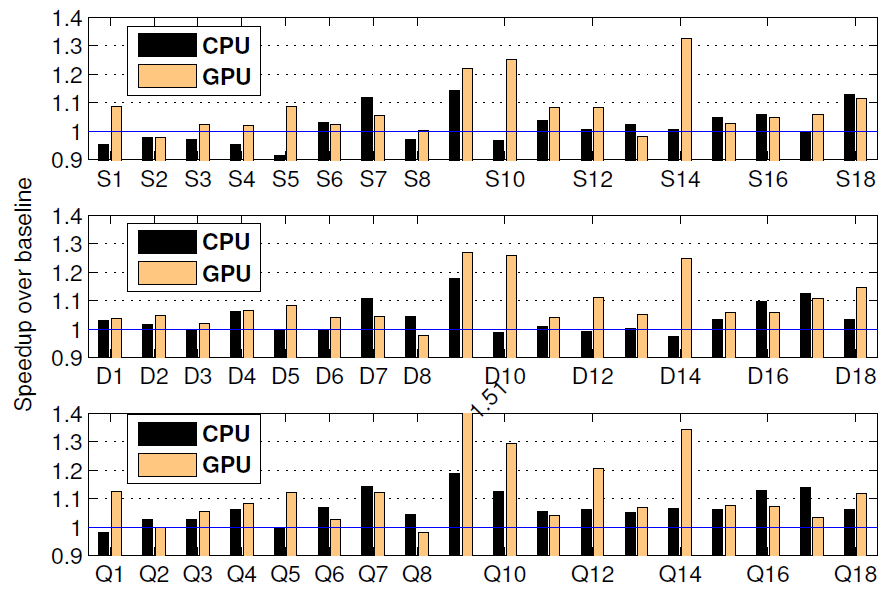 Speedup over baseline
1.4
1.3
1.2
1.1
1
0.9
CPU
GPU
S1 S2 S3 S4 S5 S6 S7 S8 S10 S12 S14 S16 S18
1.4
1.3
1.2
1.1
1
0.9
CPU
GPU
D1 D2 D3 D4 D5 D6 D7 D8 D10 D12 D14 D16 D18
1.51
1.4
1.3
1.2
1.1
1
0.9
CPU
GPU
Q1 Q2 Q3 Q4 Q5 Q6 Q7 Q8 Q10 Q12 Q14 Q16 Q18